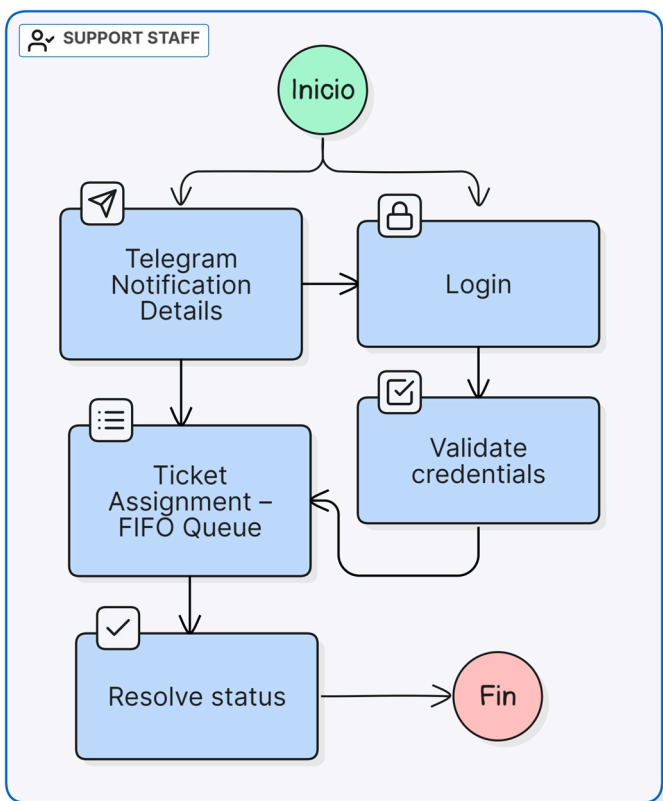 SUPPORT STAFF
Inicio
Telegram
Notification
Details
Login
Validate
credentials
Ticket
Assignment –
FIFO Queue
Resolve status
Fin